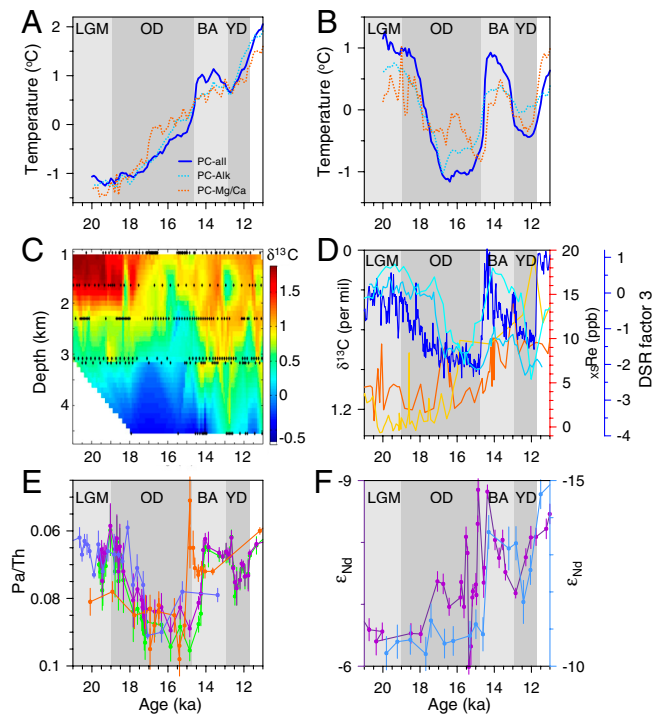 A
LGM OD BA YD
Temperature (°C)
2
1
0
-1
PC-all
PC-Alk
PC-Mg/Ca
20 18 16 14 12
B
LGM OD BA YD
Temperature (°C)
1
0
-1
20 18 16 14 12
C
δ13C
Depth (km)
1
2
3
4
1.5
1
0.5
0
-0.5
20 18 16 14 12
D
δ13C (per mil)
0
1.2
20
15
10
5
0
xsRe (ppb)
1
0
-1
-2
-3
-4
DSR factor 3
20 18 16 14 12
E
LGM OD BA YD
Pa/Th
0.06
0.08
0.1
20 18 16 14 12
Age (ka)
F
LGM OD BA YD
εNd
-9
-6
-15
-10
εNd
20 18 16 14 12
Age (ka)